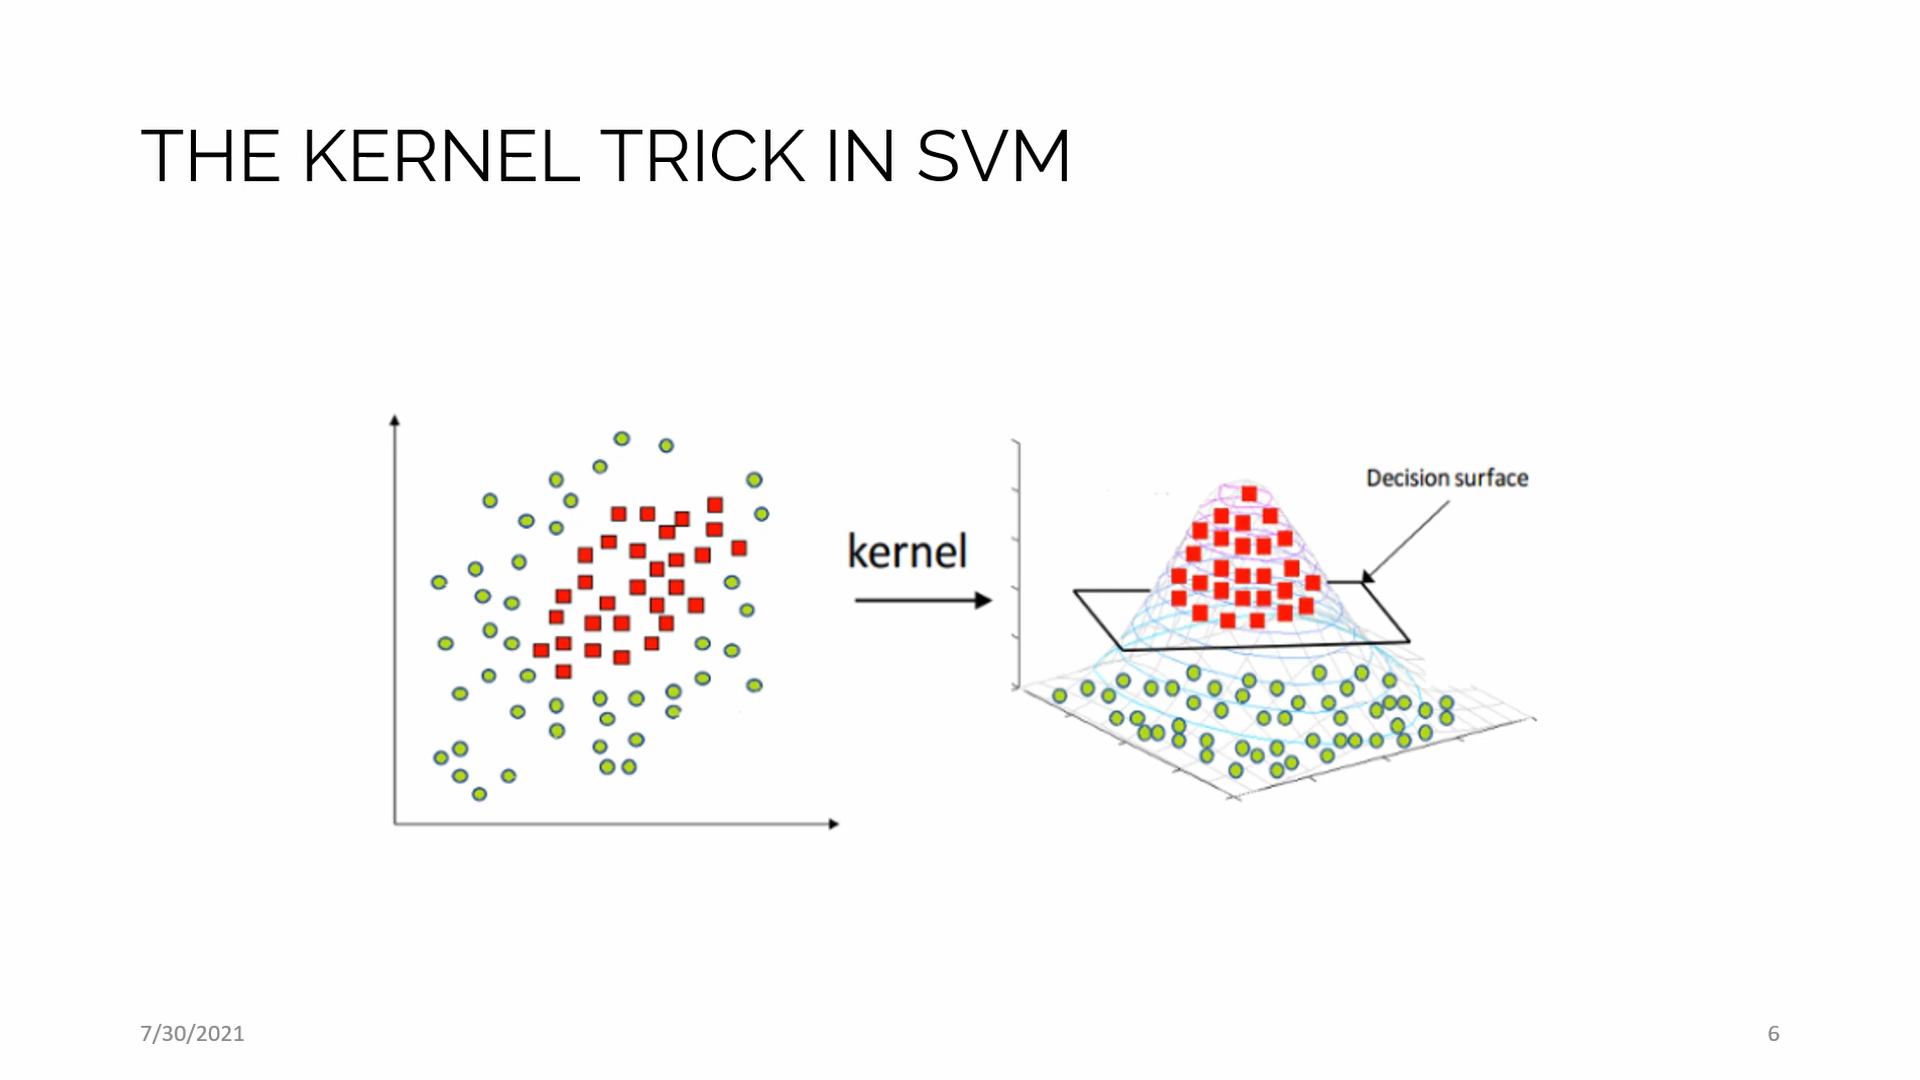 THE KERNEL TRICK IN SVM
kernel
Decision surface
7/30/2021
6